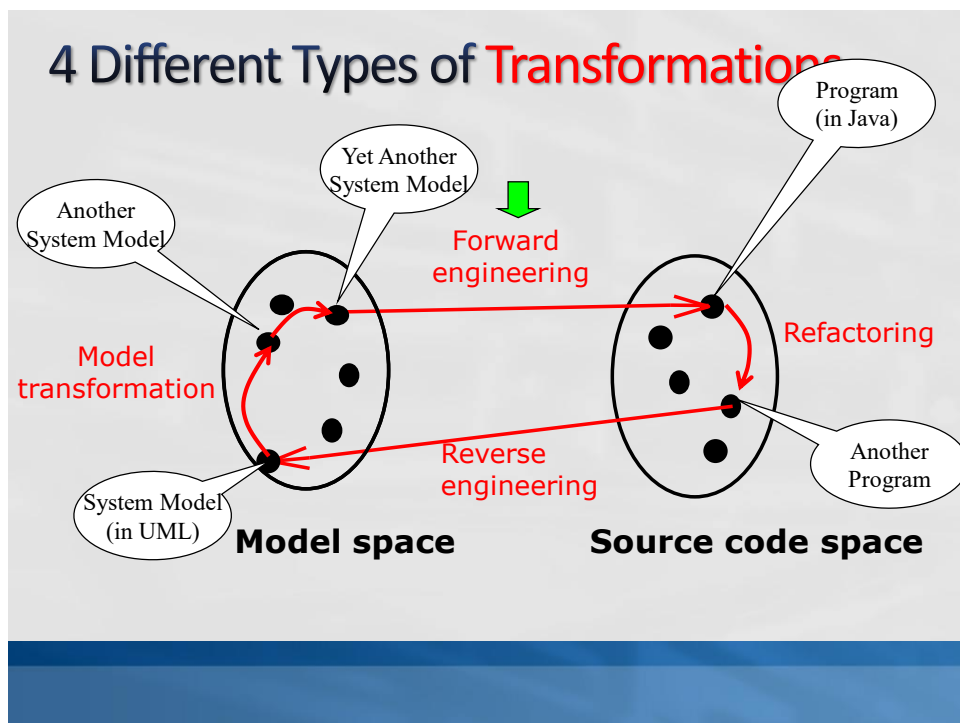 4 Different Types of Transformations
Program
(in Java)
Yet Another
System Model
Another
System Model
Forward
engineering
Refactoring
Model
transformation
Reverse
engineering
Another
Program
System Model
(in UML)
Model space
Source code space